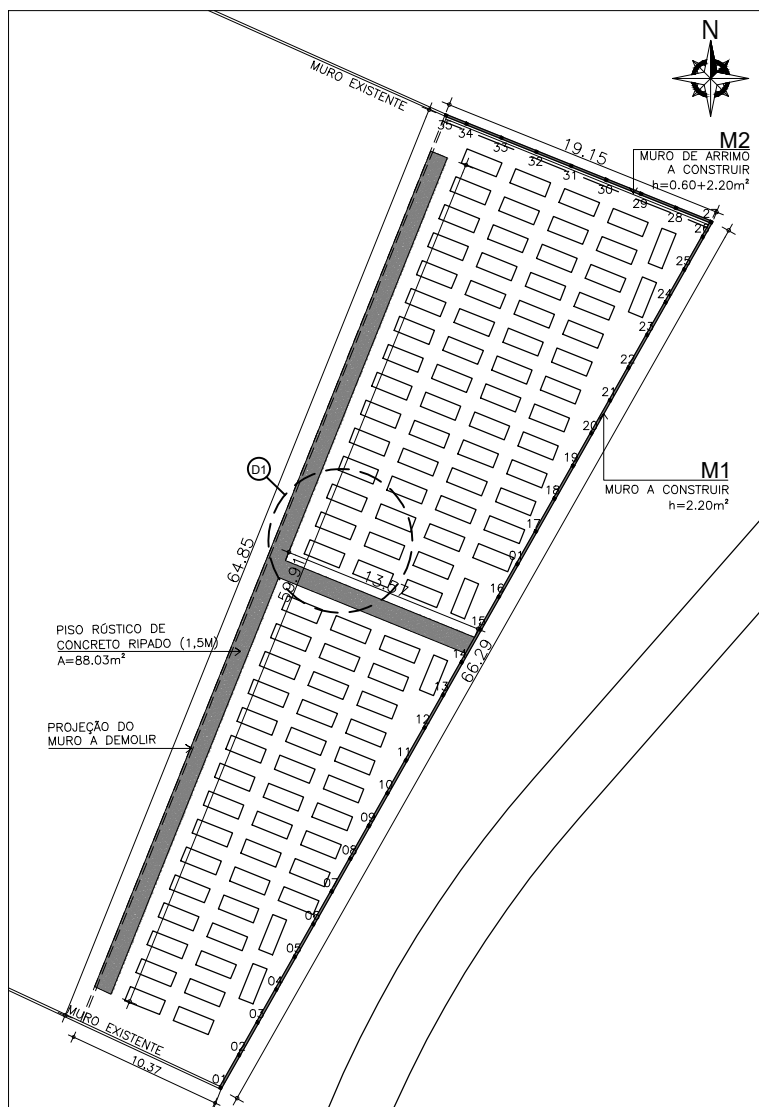 N
MURO EXISTENTE
19.15
M2
MURO DE ARRIMO
A CONSTRUIR
h=0.60+2.20m²
35
34
33
32
31
30
29
28
27
26
25
24
23
22
21
20
19
18
17
01
16
15
14
13
12
11
10
09
08
07
06
05
04
03
02
01
M1
MURO A CONSTRUIR
h=2.20m²
D1
64.85
58.91
13.87
66.29
PISO RÚSTICO DE
CONCRETO RIPADO (1,5M)
A=88.03m²
PROJEÇÃO DO
MURO A DEMOLIR
MURO EXISTENTE
10.37